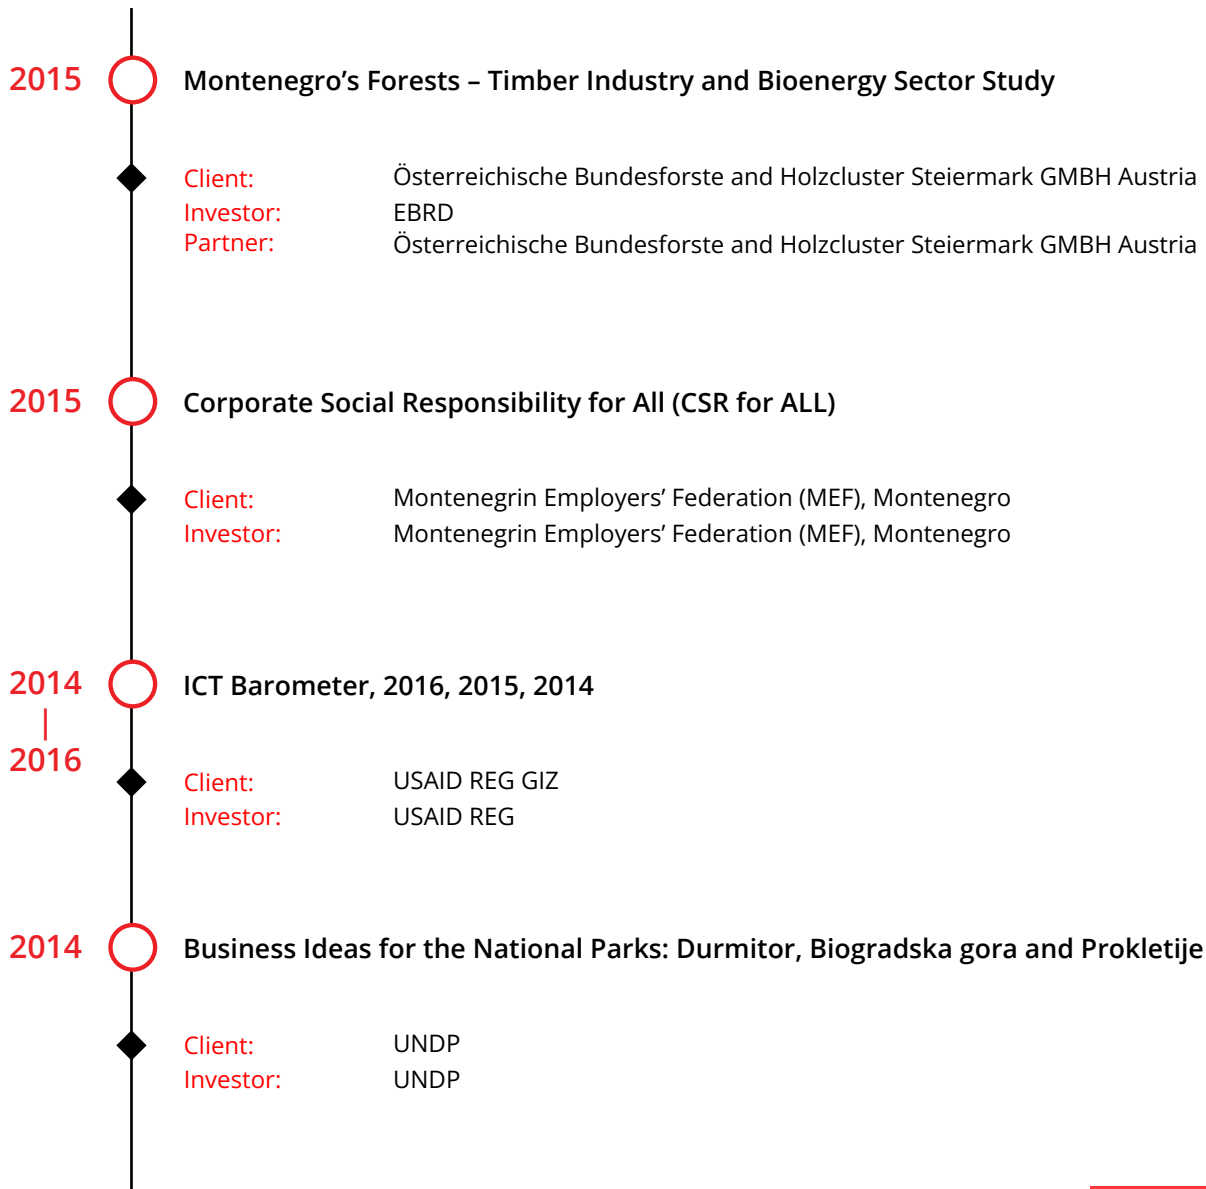 2015 Montenegro’s Forests – Timber Industry and Bioenergy Sector Study
Client: Österreichische Bundesforste and Holzcluster Steiermark GMBH Austria
Investor: EBRD
Partner: Österreichische Bundesforste and Holzcluster Steiermark GMBH Austria
2015 Corporate Social Responsibility for All (CSR for ALL)
Client: Montenegrin Employers’ Federation (MEF), Montenegro
Investor: Montenegrin Employers’ Federation (MEF), Montenegro
2014 ICT Barometer, 2016, 2015, 2014
|
2016
Client: USAID REG GIZ
Investor: USAID REG
2014 Business Ideas for the National Parks: Durmitor, Biogradska gora and Prokletije
Client: UNDP
Investor: UNDP